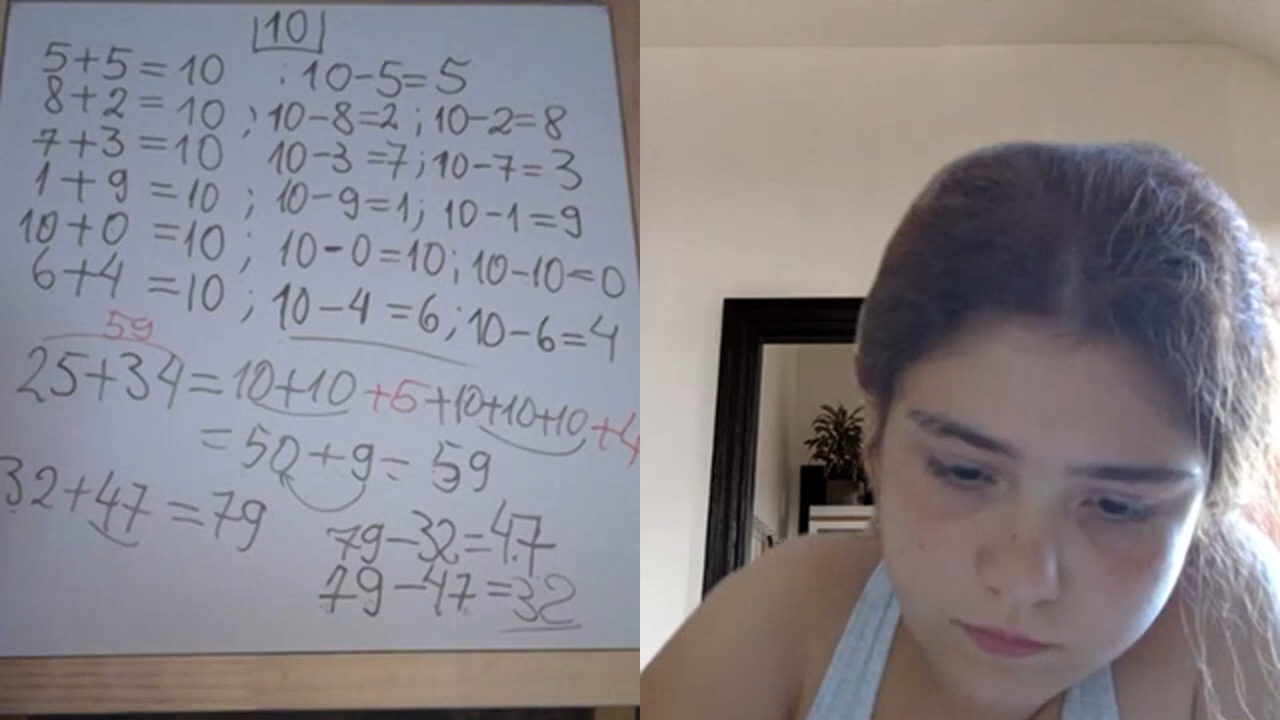 10
5+5=10 ; 10-5=5
8+2=10 ; 10-8=2 ; 10-2=8
7+3=10 10-3=7 ; 10-7=3
1+9=10 ; 10-9=1 ; 10-1=9
10+0=10 ; 10-0=10 ; 10-10=0
6+4=10 ; 10-4=6 ; 10-6=4
59
25+34=10+10+5+10+10+10+4
=50+9=59
32+47=79
79-32=47
79-47=32